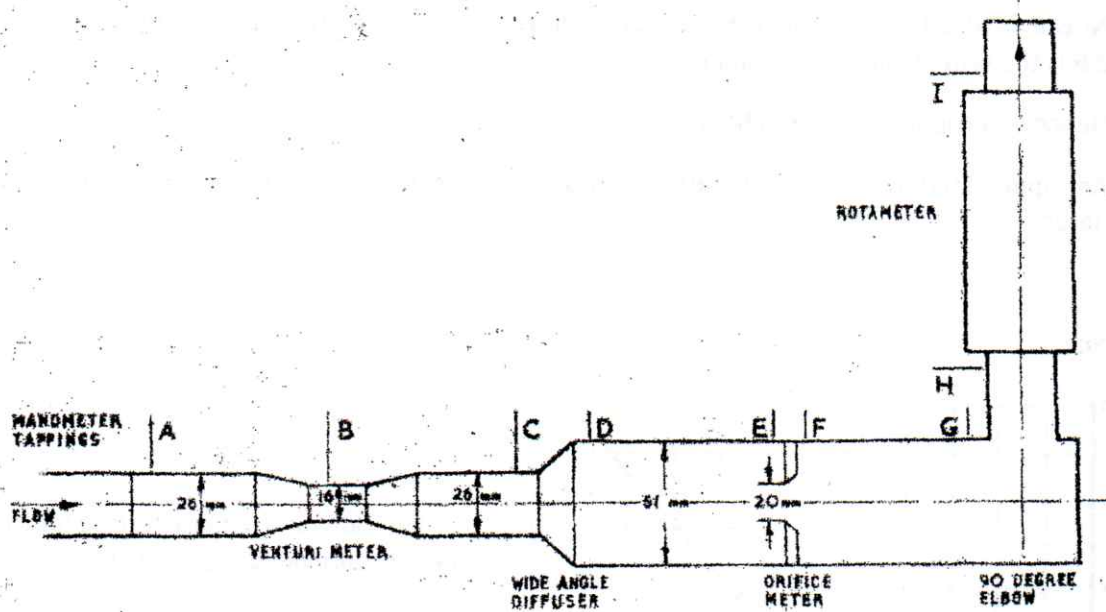 I
ROTAMETER
H
MANOMETER
TAPPINGS
A
B
C
D
E
F
G
26 mm
16 mm
26 mm
51 mm
20 mm
FLOW
VENTURI METER
WIDE ANGLE
DIFFUSER
ORIFICE
METER
90 DEGREE
ELBOW